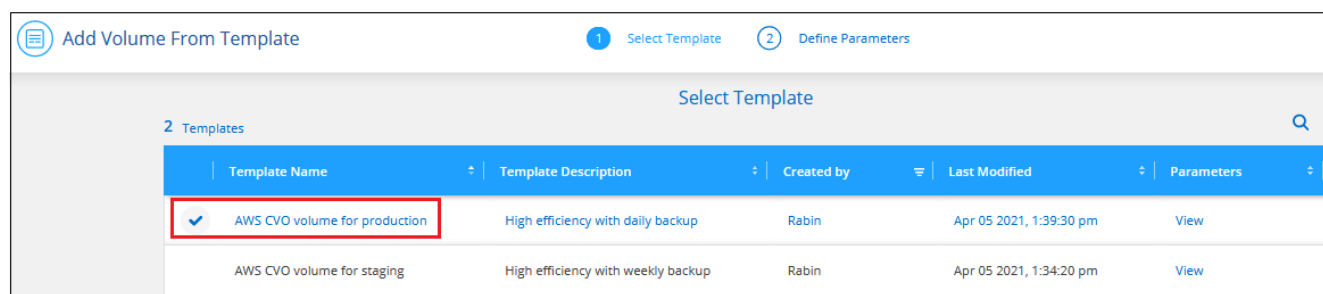 Add Volume From Template 1 Select Template 2 Define Parameters
Select Template
2 Templates
Template Name Template Description Created by Last Modified Parameters
AWS CVO volume for production High efficiency with daily backup Rabin Apr 05 2021, 1:39:30 pm View
AWS CVO volume for staging High efficiency with weekly backup Rabin Apr 05 2021, 1:34:20 pm View